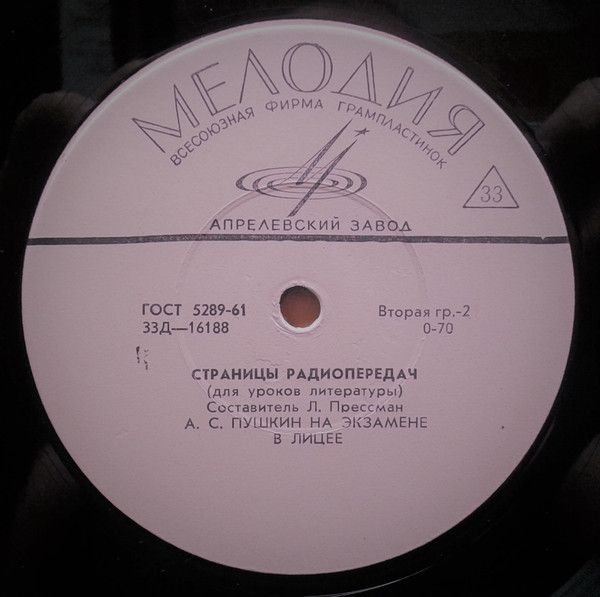 МЕЛОДИЯ
ВСЕСОЮЗНАЯ ФИРМА ГРАМПЛАСТИНОК
33
АПРЕЛЕВСКИЙ ЗАВОД
ГОСТ 5289-61
33Д—16188
Вторая гр.-2
0-70
СТРАНИЦЫ РАДИОПЕРЕДАЧ
(для уроков литературы)
Составитель Л. Прессман
А. С. ПУШКИН НА ЭКЗАМЕНЕ
В ЛИЦЕЕ